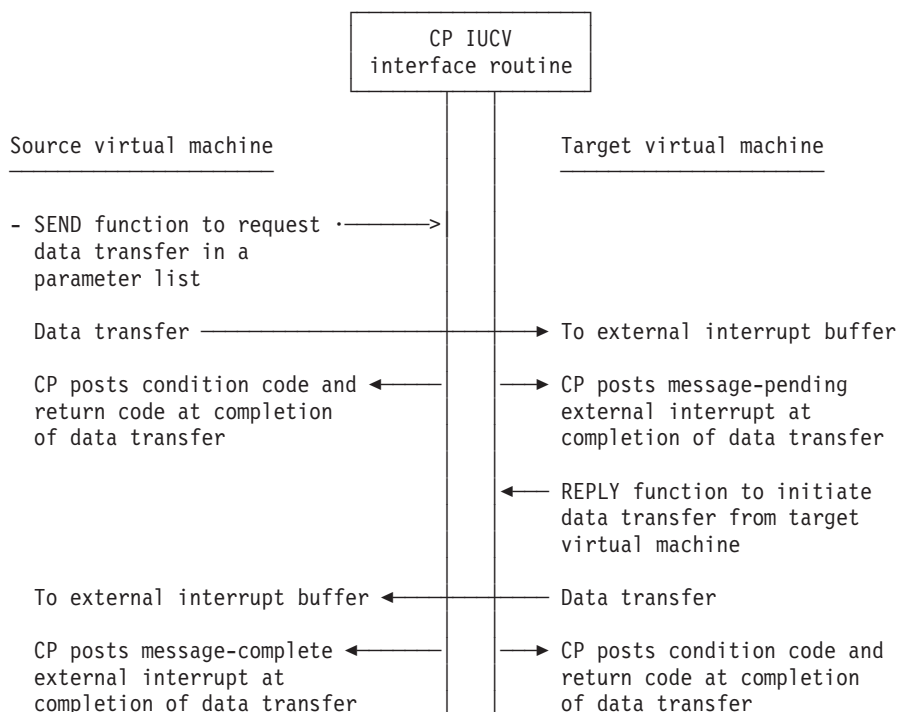 CP IUCV
interface routine
Source virtual machine
Target virtual machine
- SEND function to request
data transfer in a
parameter list
Data transfer
To external interrupt buffer
CP posts condition code and
return code at completion
of data transfer
CP posts message-pending
external interrupt at
completion of data transfer
REPLY function to initiate
data transfer from target
virtual machine
To external interrupt buffer
Data transfer
CP posts message-complete
external interrupt at
completion of data transfer
CP posts condition code and
return code at completion
of data transfer